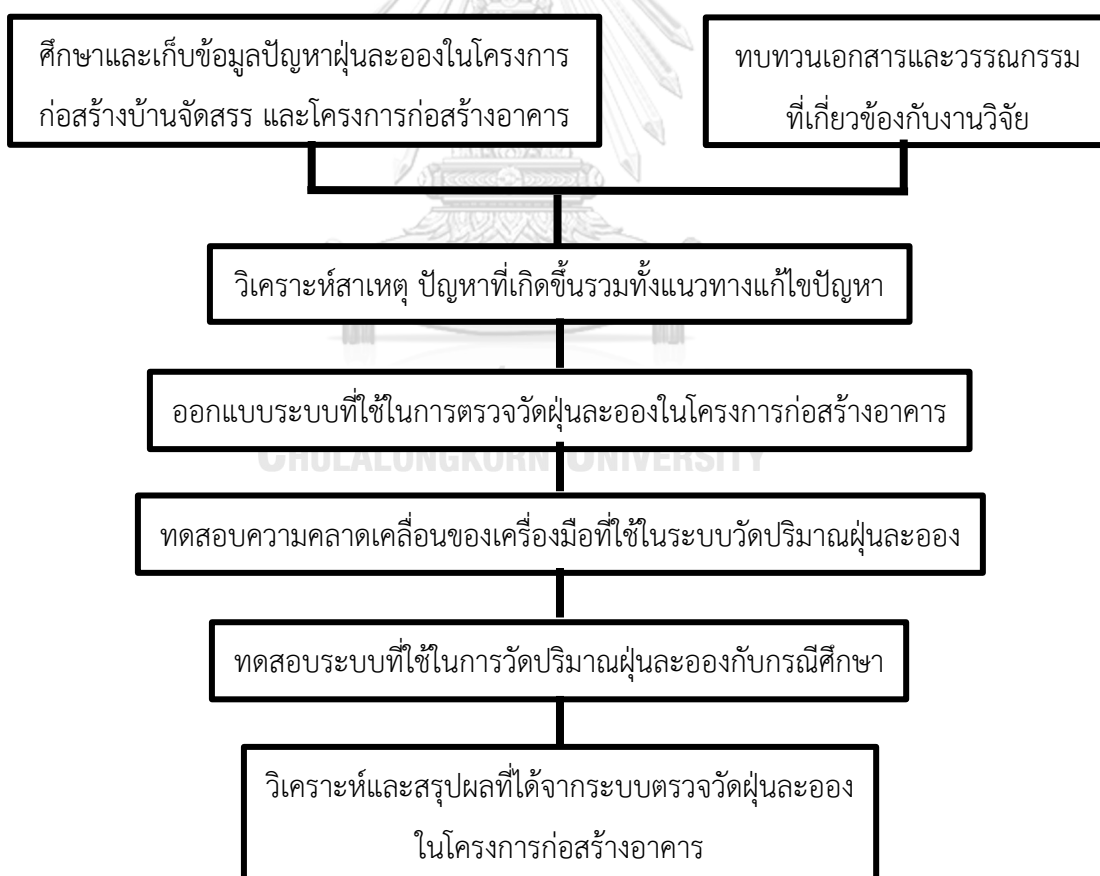 ศึกษาและเก็บข้อมูลปัญหาฝุ่นละอองในโครงการ
ก่อสร้างบ้านจัดสรร และโครงการก่อสร้างอาคาร
ทบทวนเอกสารและวรรณกรรม
ที่เกี่ยวข้องกับงานวิจัย
วิเคราะห์สาเหตุ ปัญหาที่เกิดขึ้นรวมทั้งแนวทางแก้ไขปัญหา
ออกแบบระบบที่ใช้ในการตรวจวัดฝุ่นละอองในโครงการก่อสร้างอาคาร
CHULALONGKORN UNIVERSITY
ทดสอบความคลาดเคลื่อนของเครื่องมือที่ใช้ในระบบวัดปริมาณฝุ่นละออง
ทดสอบระบบที่ใช้ในการวัดปริมาณฝุ่นละอองกับกรณีศึกษา
วิเคราะห์และสรุปผลที่ได้จากระบบตรวจวัดฝุ่นละออง
ในโครงการก่อสร้างอาคาร